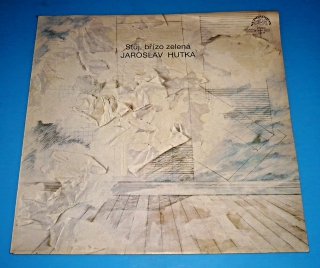 Stůj, břízo zelená
JAROSLAV HUTKA